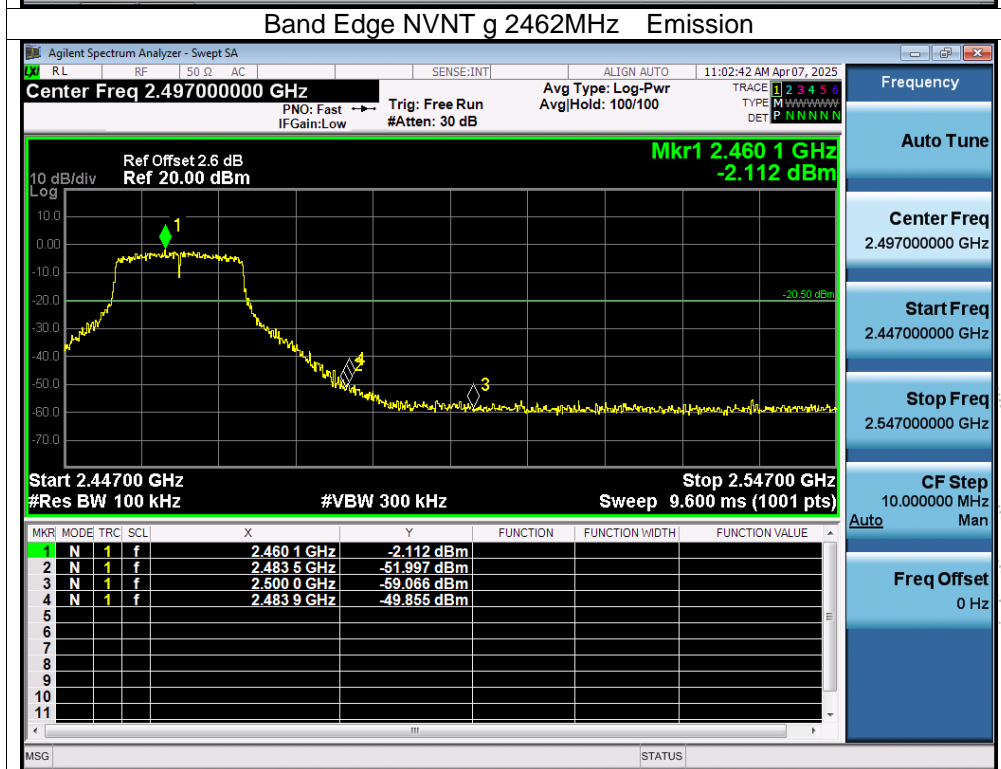 Band Edge NVNT g 2462MHz Emission
Agilent Spectrum Analyzer - Swept SA
LXI RL RF 50 Ω AC SENSE:INT ALIGN AUTO 11:02:42 AM Apr 07, 2025
Center Freq 2.497000000 GHz
PNO: Fast
IFGain:Low
Trig: Free Run
#Atten: 30 dB
Avg Type: Log-Pwr
Avg|Hold: 100/100
TRACE 1 2 3 4 5 6
TYPE M WWWWW
DET P N N N N N
Mkr1 2.460 1 GHz
-2.112 dBm
Ref Offset 2.6 dB
10 dB/div Ref 20.00 dBm
Log
10.0
0.00
-10.0
-20.0
-30.0
-40.0
-50.0
-60.0
-70.0
1
-20.50 dBm
4
2
3
Start 2.44700 GHz Stop 2.54700 GHz
#Res BW 100 kHz #VBW 300 kHz Sweep 9.600 ms (1001 pts)
MKR MODE TRC SCL X Y FUNCTION FUNCTION WIDTH FUNCTION VALUE
1 N 1 f 2.460 1 GHz -2.112 dBm
2 N 1 f 2.483 5 GHz -51.997 dBm
3 N 1 f 2.500 0 GHz -59.066 dBm
4 N 1 f 2.483 9 GHz -49.855 dBm
5
6
7
8
9
10
11
MSG STATUS
Frequency
Auto Tune
Center Freq
2.497000000 GHz
Start Freq
2.447000000 GHz
Stop Freq
2.547000000 GHz
CF Step
10.000000 MHz
Auto Man
Freq Offset
0 Hz